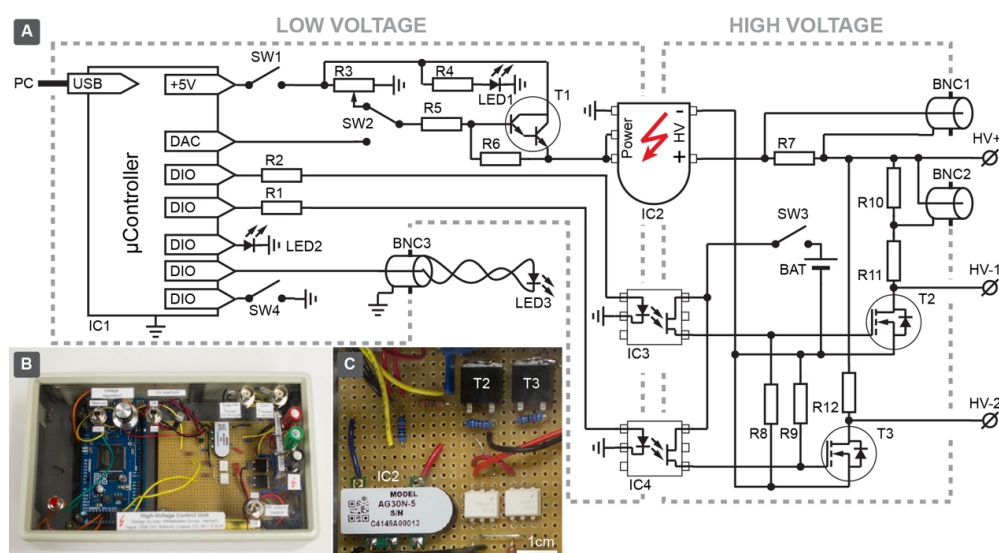 LOW VOLTAGE
HIGH VOLTAGE
A
PC
USB
+5V
SW1
R3
R4
LED1
T1
R5
R6
SW2
DAC
DIO
R2
DIO
R1
DIO
LED2
DIO
DIO
SW4
IC1
µController
BNC3
LED3
Power
HV
-
+
IC2
IC3
IC4
SW3
BAT
R7
BNC1
HV+
BNC2
R10
R11
HV-1
T2
R12
HV-2
R8
R9
T3
B
High-Voltage Control Unit
C
T2
T3
IC2
MODEL
AG30N-5
S/N
C4149A00013
1cm